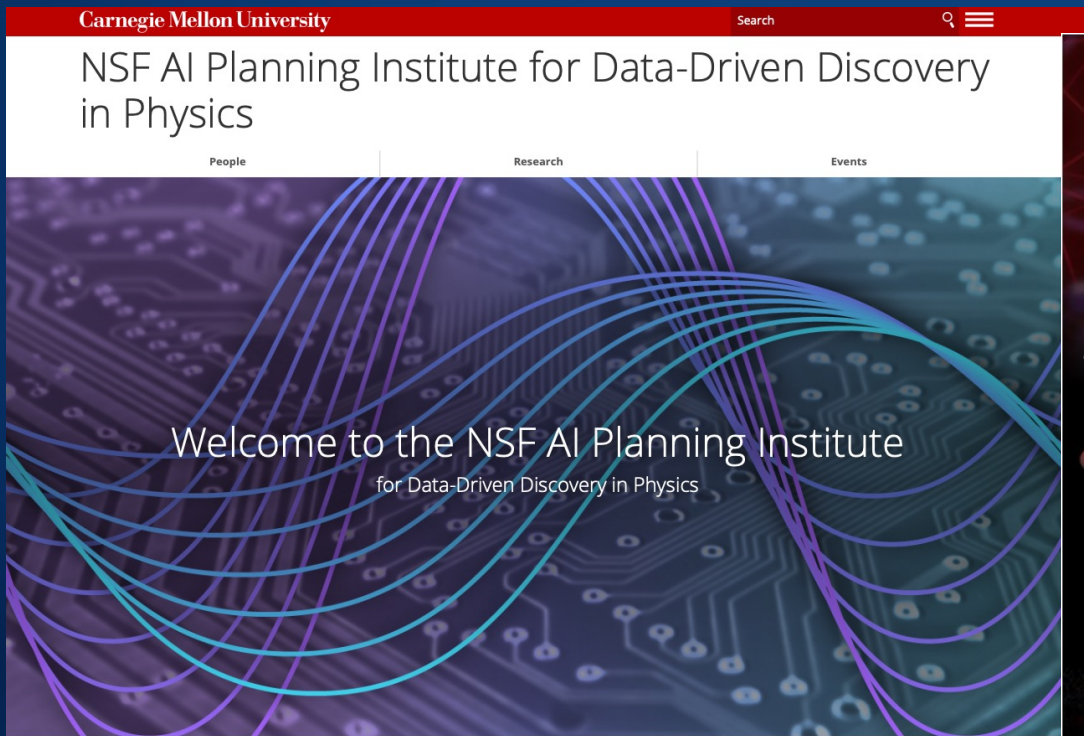 Carnegie Mellon University
Search
NSF AI Planning Institute for Data-Driven Discovery
in Physics
People
Research
Events
Welcome to the NSF AI Planning Institute
for Data-Driven Discovery in Physics